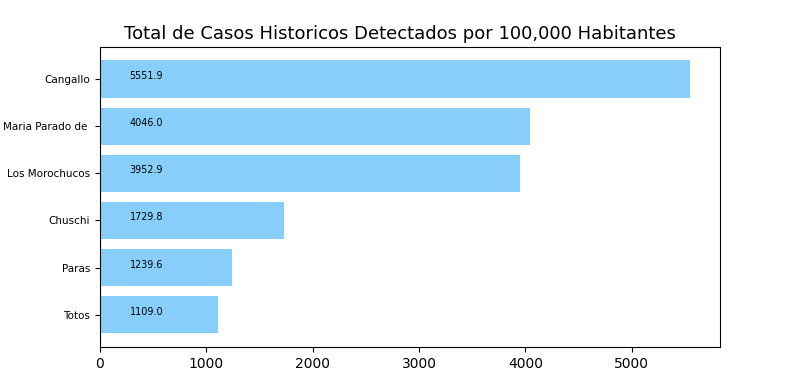 Total de Casos Historicos Detectados por 100,000 Habitantes
Cangallo 5551.9
Maria Parado de 4046.0
Los Morochucos 3952.9
Chuschi 1729.8
Paras 1239.6
Totos 1109.0
0 1000 2000 3000 4000 5000